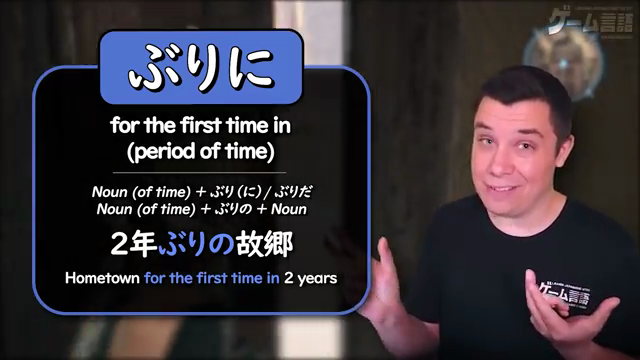 ゲーム言語
ぶりに
for the first time in
(period of time)
Noun (of time) + ぶり(に) / ぶりだ
Noun (of time) + ぶりの + Noun
2年ぶりの故郷
Hometown for the first time in 2 years
ゲーム言語